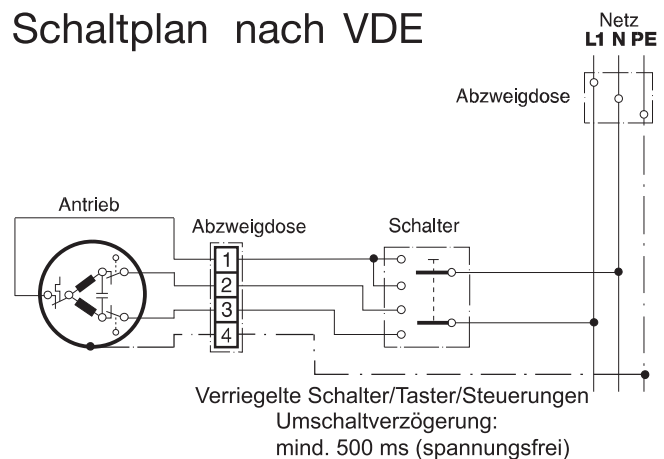 Schaltplan nach VDE
Netz
L1 N PE
Abzweigdose
Antrieb
Abzweigdose
Schalter
1
2
3
4
Verriegelte Schalter/Taster/Steuerungen
Umschaltverzögerung:
mind. 500 ms (spannungsfrei)